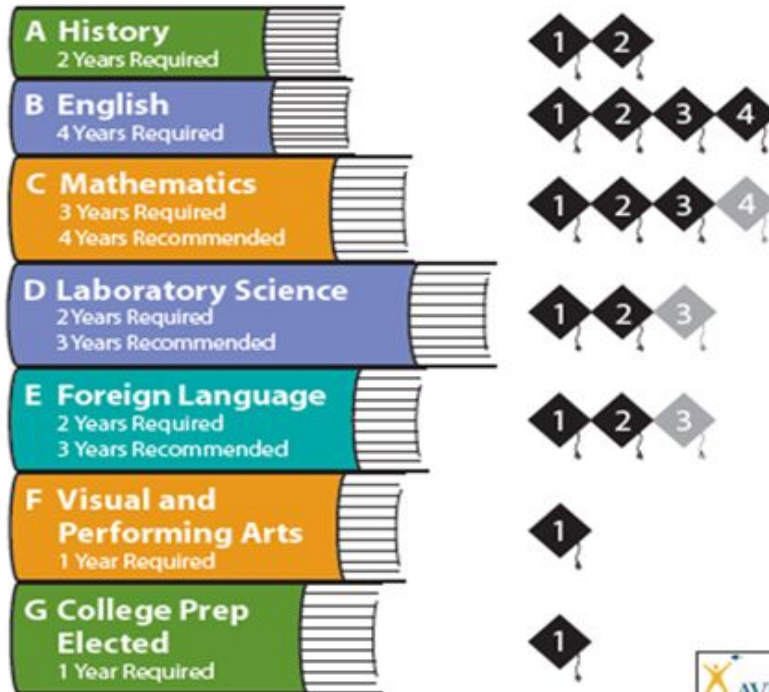 A History
2 Years Required
1 2
B English
4 Years Required
1 2 3 4
C Mathematics
3 Years Required
4 Years Recommended
1 2 3 4
D Laboratory Science
2 Years Required
3 Years Recommended
1 2 3
E Foreign Language
2 Years Required
3 Years Recommended
1 2 3
F Visual and
Performing Arts
1 Year Required
1
G College Prep
Elected
1 Year Required
1